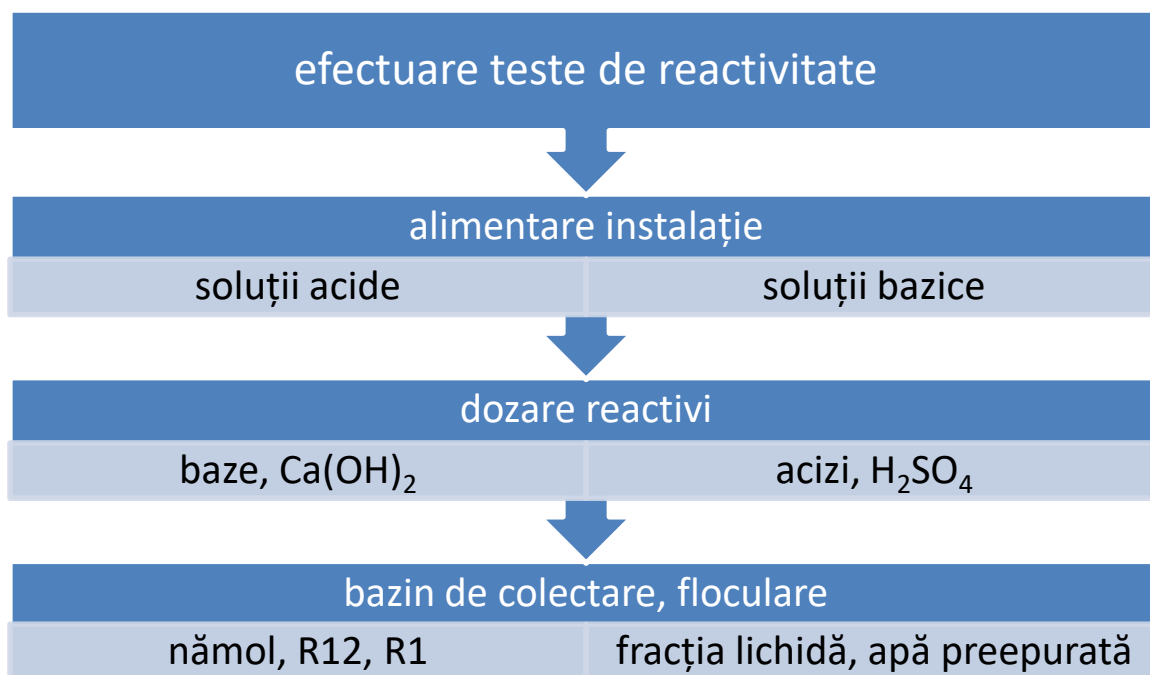 efectuare teste de reactivitate
alimentare instalație
soluții acide
soluții bazice
dozare reactivi
baze, Ca(OH)₂
acizi, H₂SO₄
bazin de colectare, floculare
nămol, R12, R1
fracția lichidă, apă preepurată